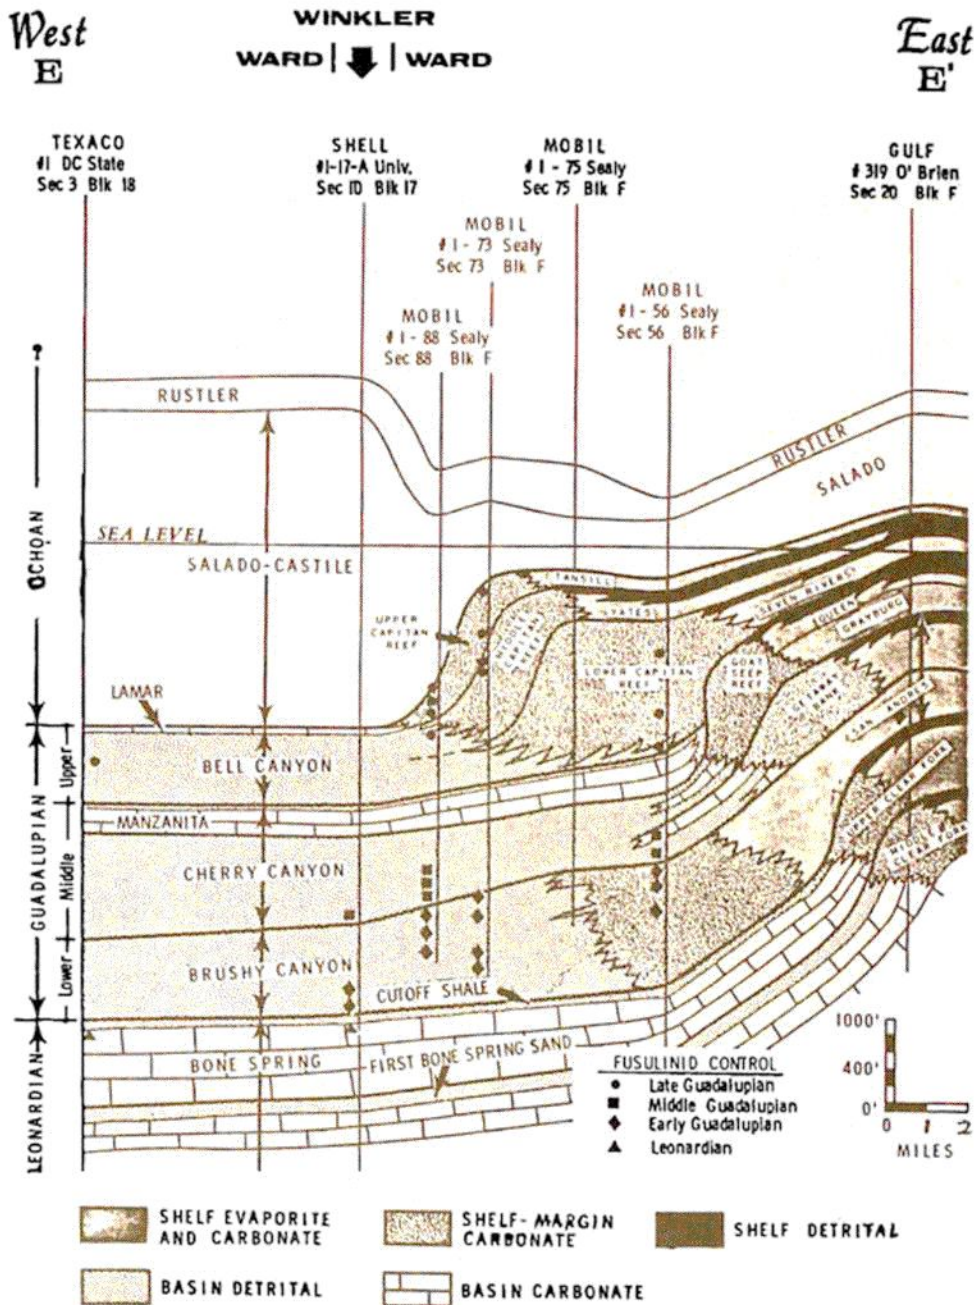 West
E
WINKLER
WARD | WARD
East
E'
TEXACO
#1 DC State
Sec 3 Blk 18
SHELL
#1-17-A Univ.
Sec 10 Blk 17
MOBIL
#1-75 Sealy
Sec 75 Blk F
GULF
#319 O'Brien
Sec 20 Blk F
MOBIL
#1-73 Sealy
Sec 73 Blk F
MOBIL
#1-88 Sealy
Sec 88 Blk F
MOBIL
#1-56 Sealy
Sec 56 Blk F
?
OCHOAN
RUSTLER
RUSTLER
SALADO
SEA LEVEL
SALADO-CASTILE
TANSILL
YATES
SEVEN RIVERS
QUEEN
GRAYBURG
UPPER
CAPITAN
REEF
MIDDLE
CAPITAN
REEF
LOWER CAPITAN
REEF
GOAT
SEEP
REEF
GETAWAY
BANK
SAN ANDRES
LAMAR
GUADALUPIAN
Upper
Middle
Lower
BELL CANYON
MANZANITA
CHERRY CANYON
BRUSHY CANYON
UPPER CLEAR FORK
MIDDLE
CLEAR FORK
CUTOFF SHALE
LEONARDIAN
BONE SPRING
FIRST BONE SPRING SAND
FUSULINID CONTROL
Late Guadalupian
Middle Guadalupian
Early Guadalupian
Leonardian
1000'
400'
0'
0 1 2
MILES
SHELF EVAPORITE
AND CARBONATE
SHELF-MARGIN
CARBONATE
SHELF DETRITAL
BASIN DETRITAL
BASIN CARBONATE